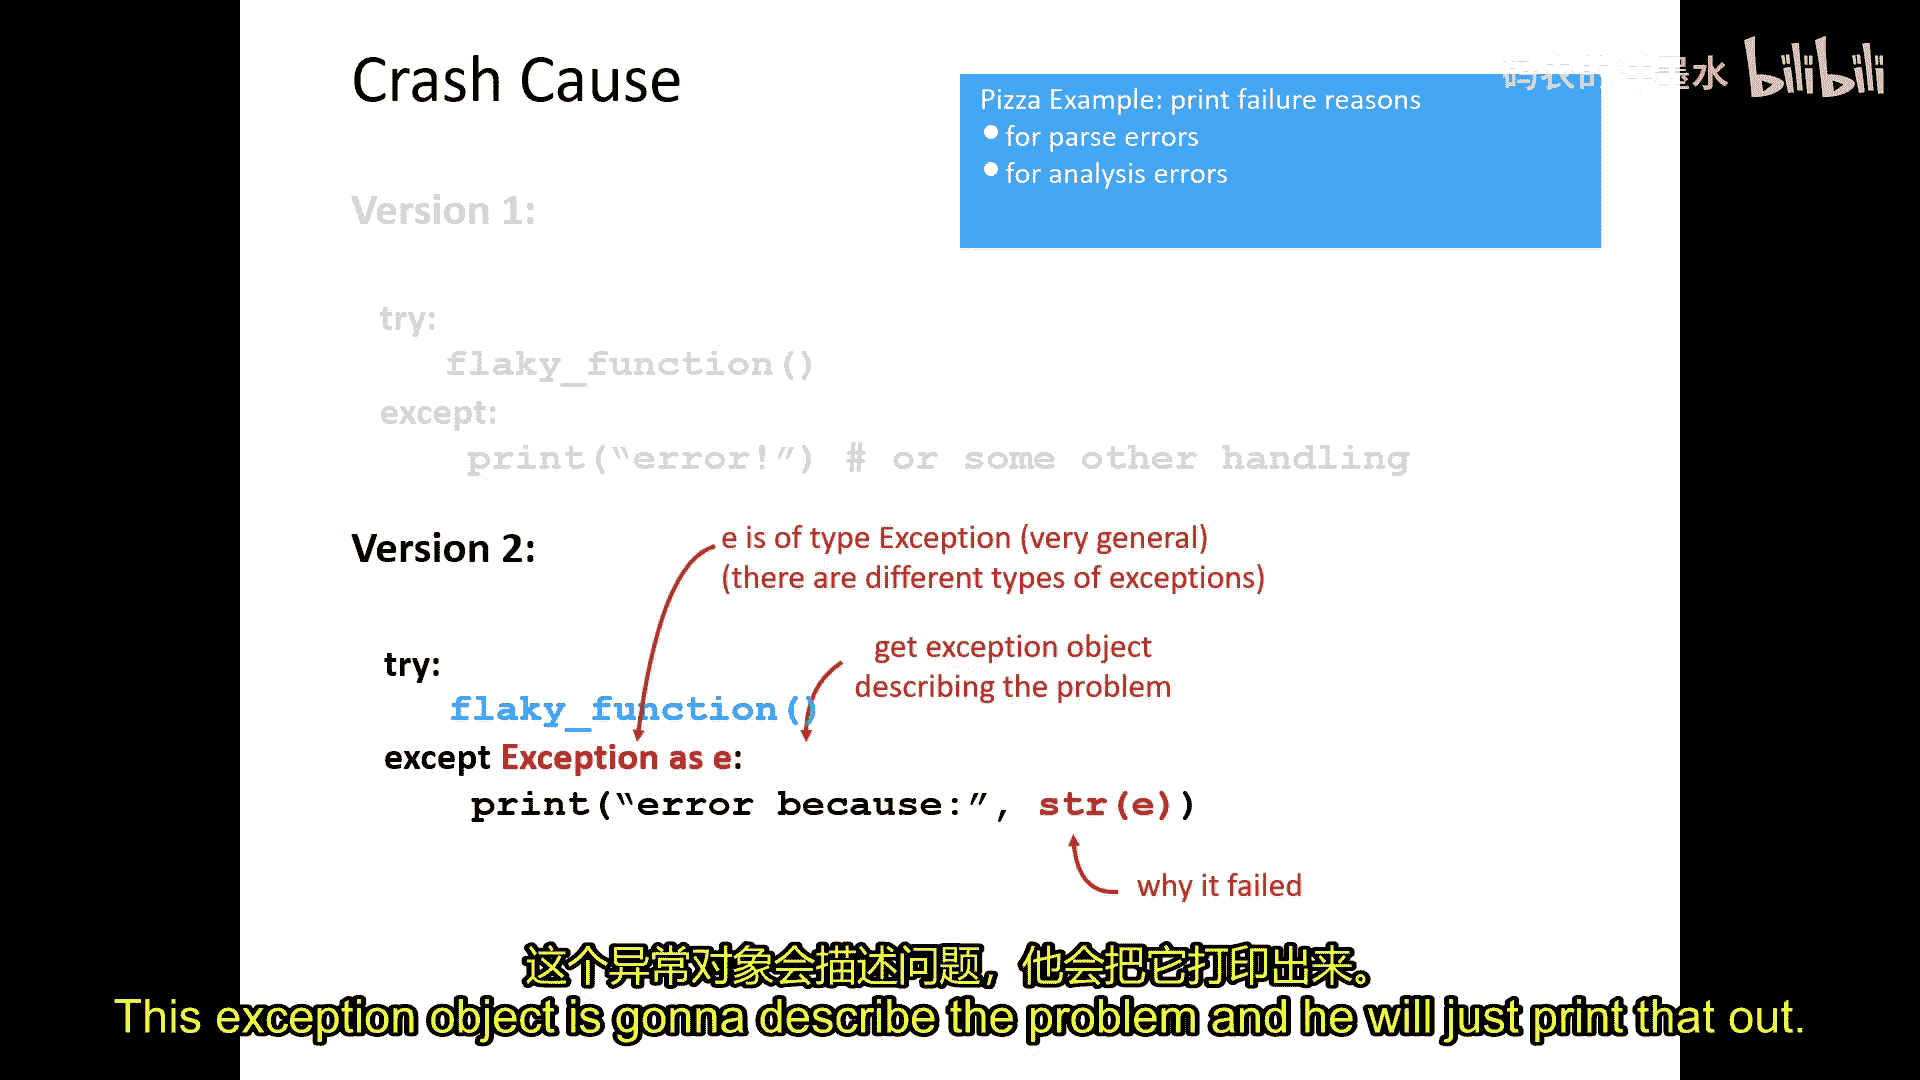 Crash Cause
bilibili
Pizza Example: print failure reasons
● for parse errors
● for analysis errors
Version 1:
try:
flaky_function()
except:
print(“error!”) # or some other handling
Version 2:
e is of type Exception (very general)
(there are different types of exceptions)
get exception object
describing the problem
try:
flaky_function()
except Exception as e:
print(“error because:”, str(e))
why it failed
这个异常对象会描述问题，他会把它打印出来。
This exception object is gonna describe the problem and he will just print that out.